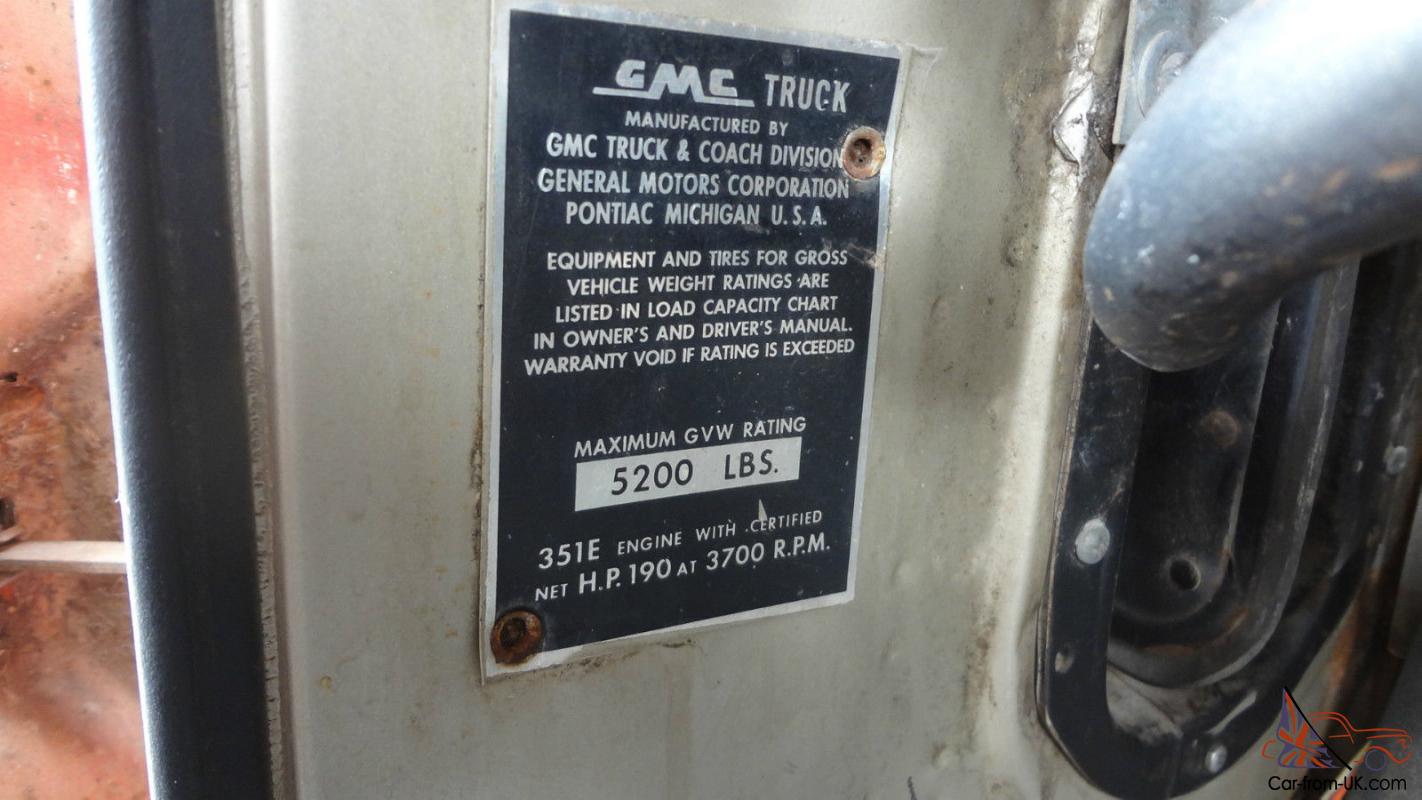 GMC TRUCK
MANUFACTURED BY
GMC TRUCK & COACH DIVISION
GENERAL MOTORS CORPORATION
PONTIAC MICHIGAN U. S. A.
EQUIPMENT AND TIRES FOR GROSS
VEHICLE WEIGHT RATINGS ARE
LISTED IN LOAD CAPACITY CHART
IN OWNER'S AND DRIVER'S MANUAL.
WARRANTY VOID IF RATING IS EXCEEDED
MAXIMUM GVW RATING
5200 LBS.
351E ENGINE WITH CERTIFIED
NET H.P. 190 AT 3700 R.P.M.
Car-from-UK.com